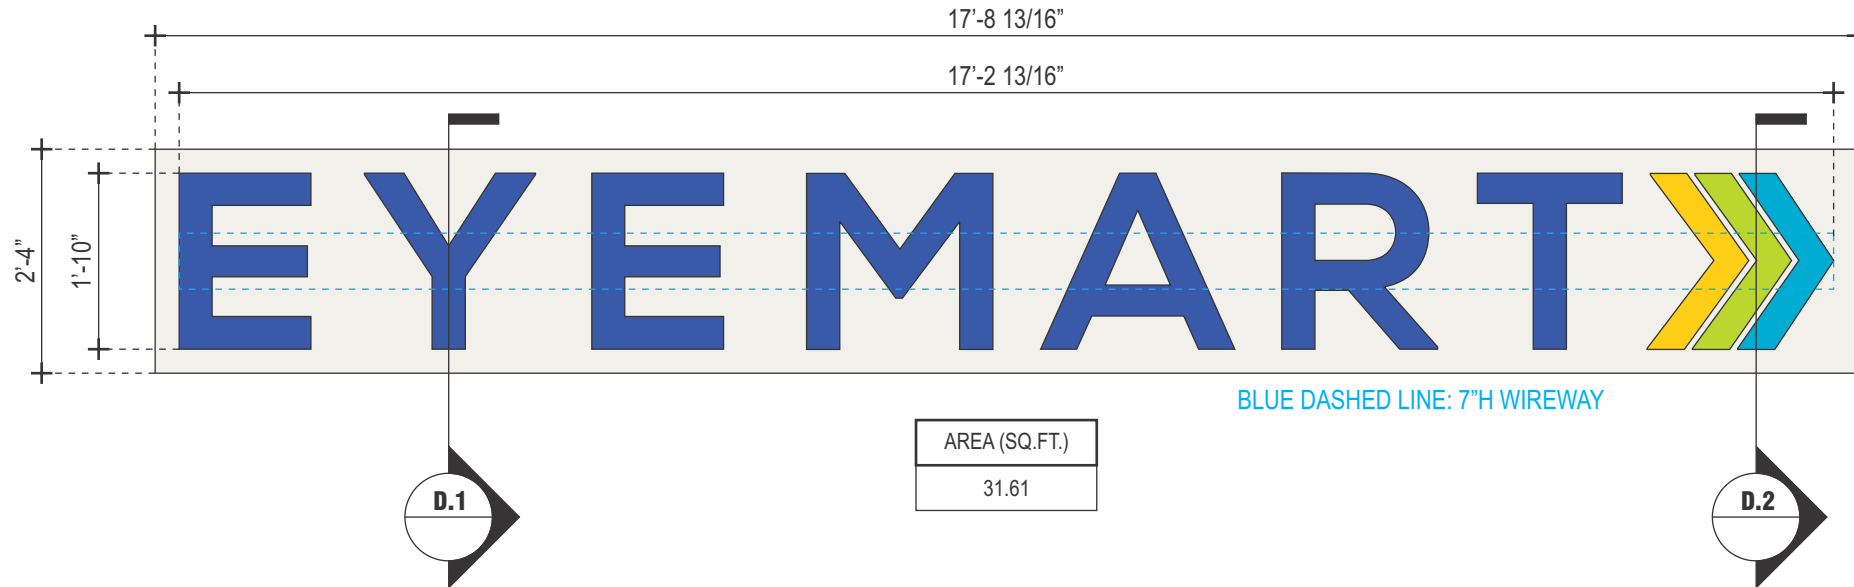 17’-8 13/16”
17’-2 13/16”
2’-4”
1’-10”
EYEMART
BLUE DASHED LINE: 7”H WIREWAY
AREA (SQ.FT.)
31.61
D.1
D.2